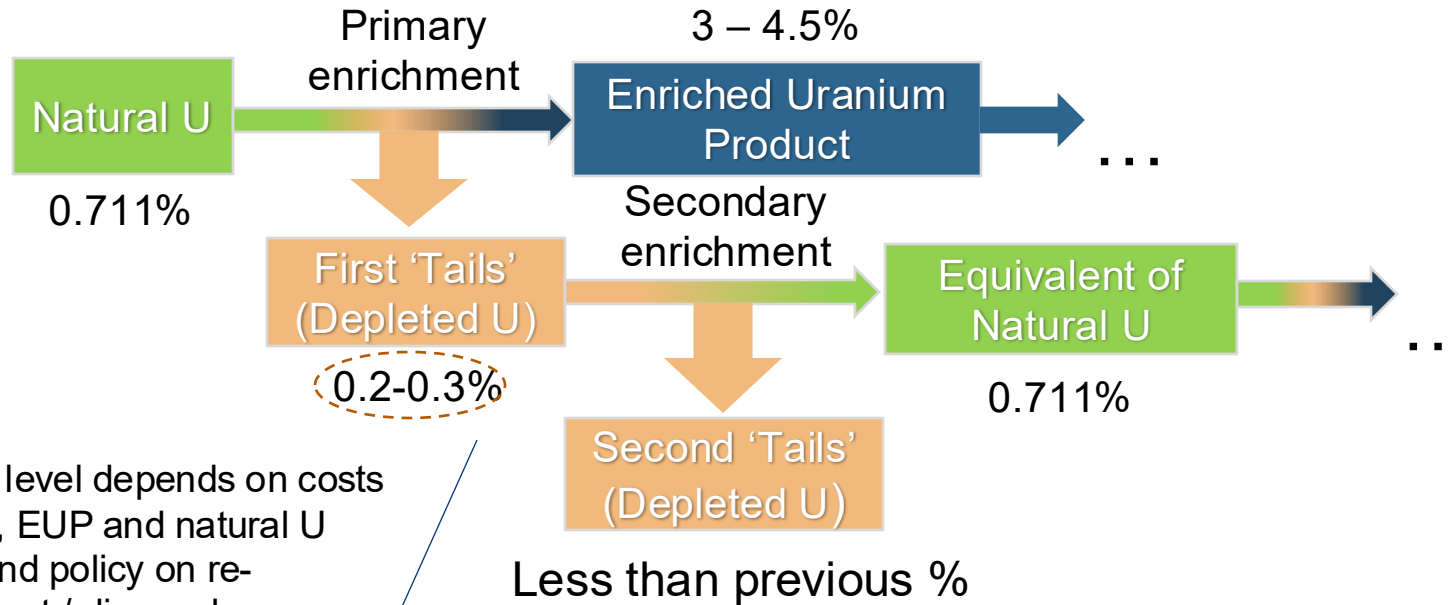 Primary
enrichment
3 – 4.5%
Natural U
Enriched Uranium
Product
...
0.711%
Secondary
enrichment
First ‘Tails’
(Depleted U)
Equivalent of
Natural U
..
0.2-0.3%
0.711%
Second ‘Tails’
(Depleted U)
level depends on costs
, EUP and natural U
nd policy on re-
Less than previous %